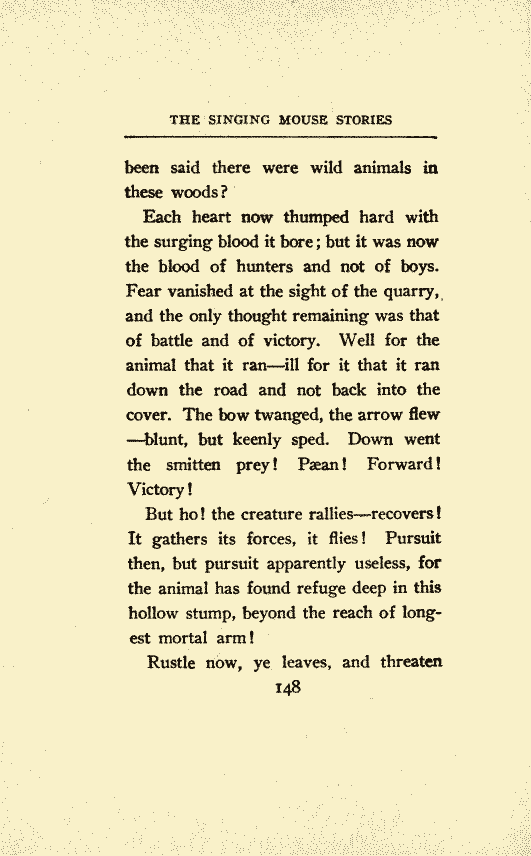 THE SINGING MOUSE STORIES
been said there were wild animals in
these woods?
Each heart now thumped hard with
the surging blood it bore; but it was now
the blood of hunters and not of boys.
Fear vanished at the sight of the quarry,
and the only thought remaining was that
of battle and of victory. Well for the
animal that it ran—ill for it that it ran
down the road and not back into the
cover. The bow twanged, the arrow flew
—blunt, but keenly sped. Down went
the smitten prey! Pæan! Forward!
Victory!
But ho! the creature rallies—recovers!
It gathers its forces, it flies! Pursuit
then, but pursuit apparently useless, for
the animal has found refuge deep in this
hollow stump, beyond the reach of long-
est mortal arm!
Rustle now, ye leaves, and threaten
148